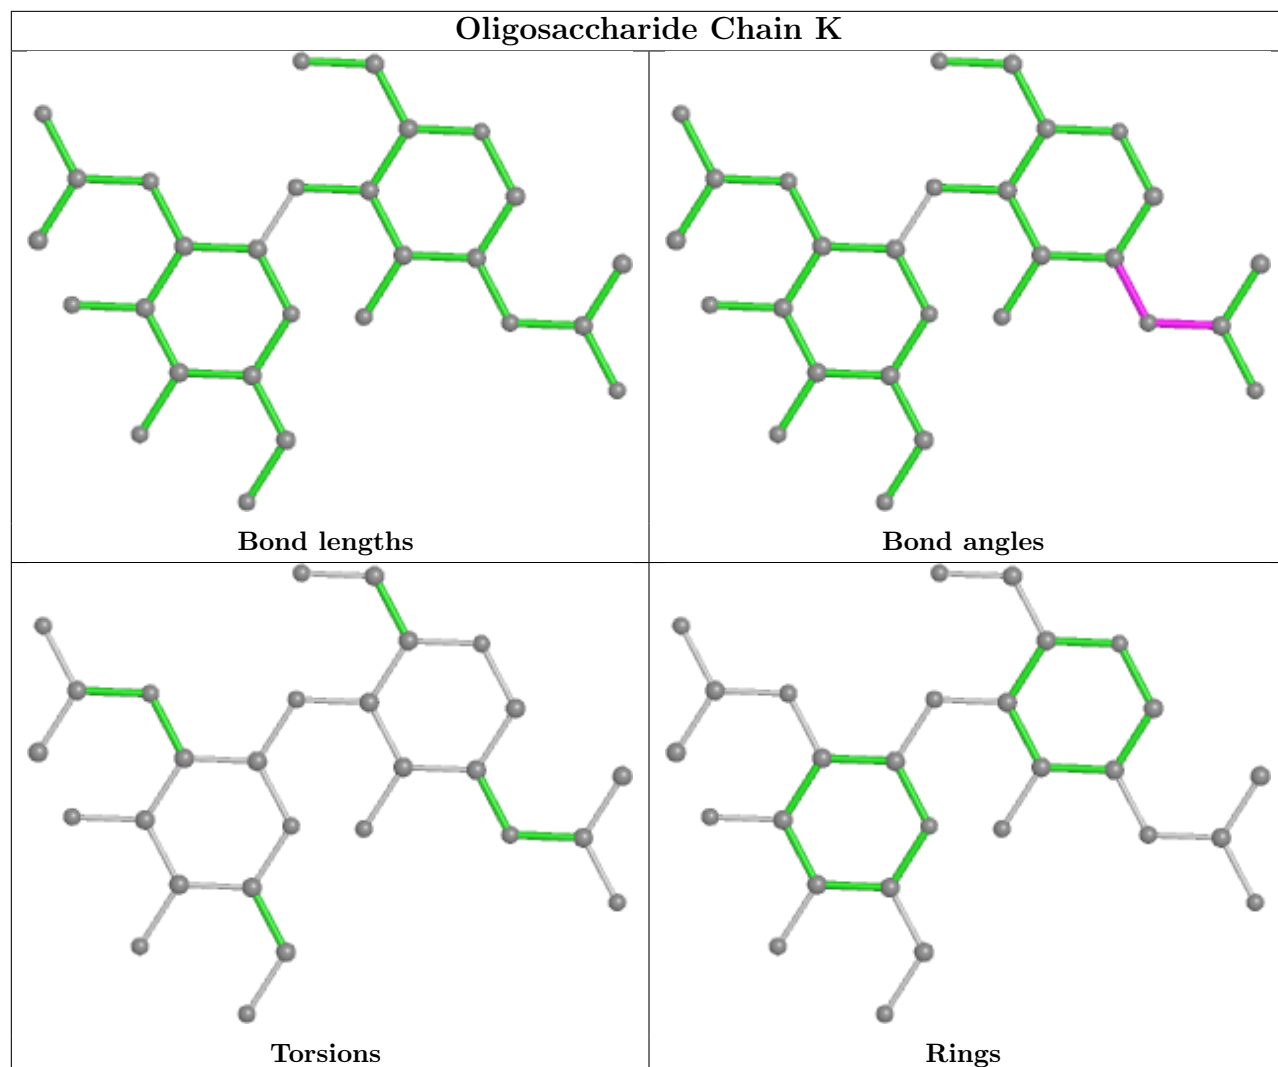 Oligosaccharide Chain K
Bond lengths
Bond angles
Torsions
Rings